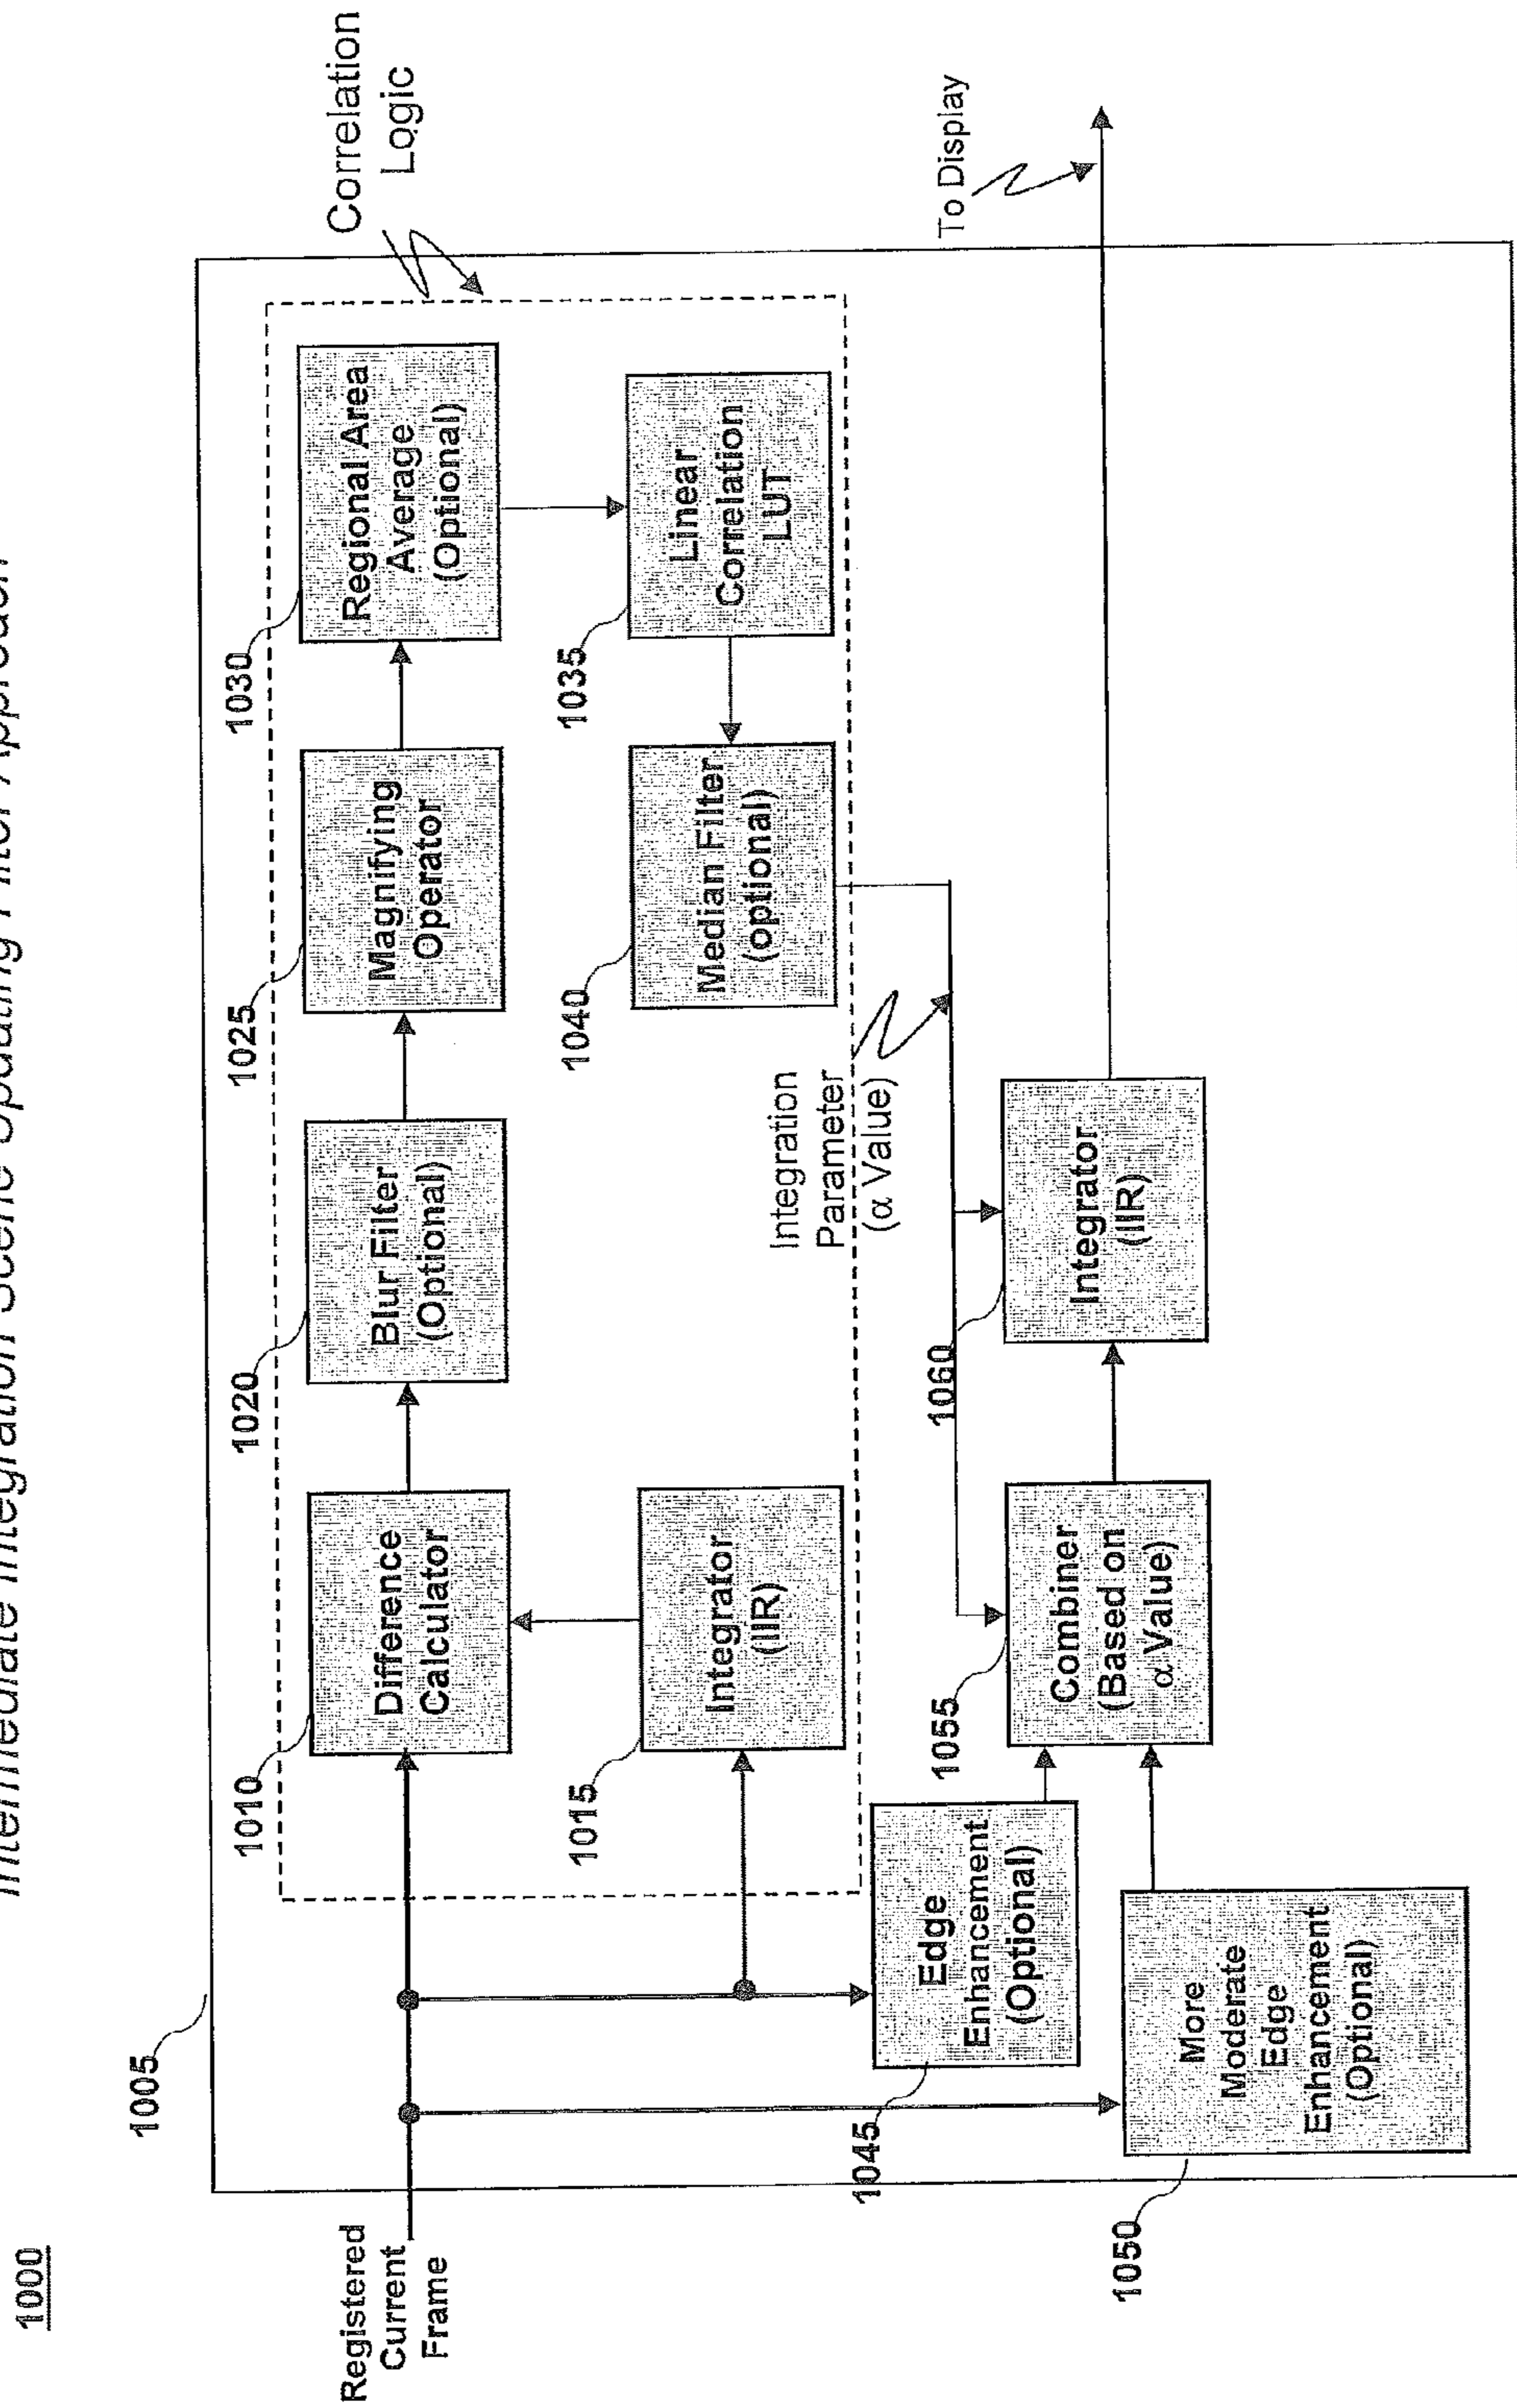 1000
Intermediate Integration Scene Updating Filter Approach
1005
Registered
Current
Frame
1010
Difference
Calculator
1020
Blur Filter
(Optional)
1025
Magnifying
Operator
1030
Regional Area
Average
(Optional)
Correlation
Logic
1015
Integrator
(IIR)
1040
Median Filter
(optional)
1035
Linear
Correlation
LUT
Integration
Parameter
(α Value)
1045
Edge
Enhancement
(Optional)
1050
More
Moderate
Edge
Enhancement
(Optional)
1055
Combiner
(Based on
α Value)
1060
Integrator
(IIR)
To Display